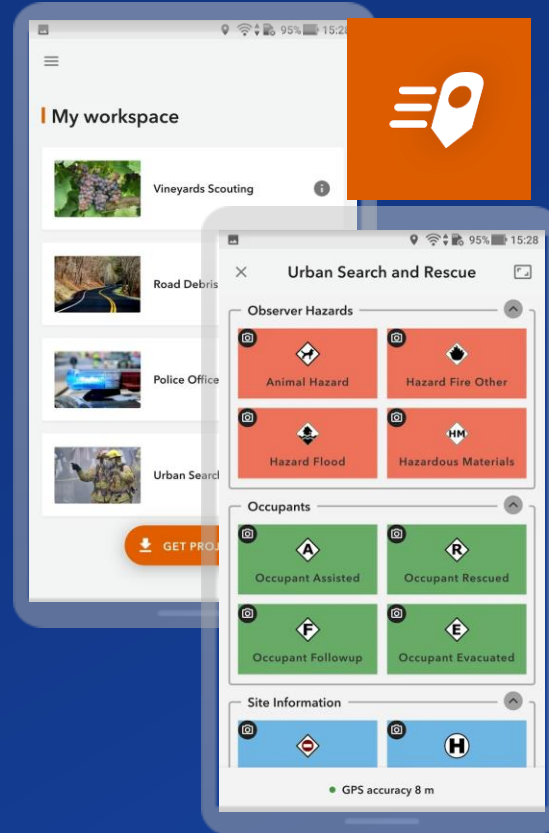 95% 15:28
My workspace
Vineyards Scouting
Road Debris
Police Office
Urban Search
GET PROJ
95% 15:28
Urban Search and Rescue
Observer Hazards
Animal Hazard
Hazard Fire Other
HM
Hazard Flood
Hazardous Materials
Occupants
A
R
Occupant Assisted
Occupant Rescued
F
E
Occupant Followup
Occupant Evacuated
Site Information
H
GPS accuracy 8 m